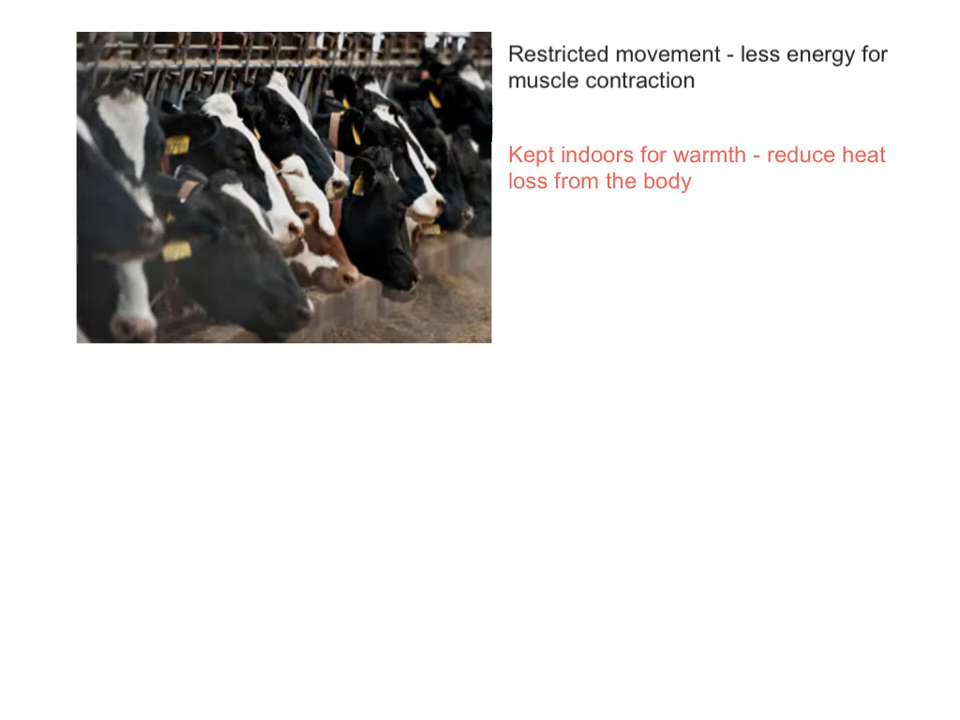 Restricted movement - less energy for
muscle contraction
Kept indoors for warmth - reduce heat
loss from the body